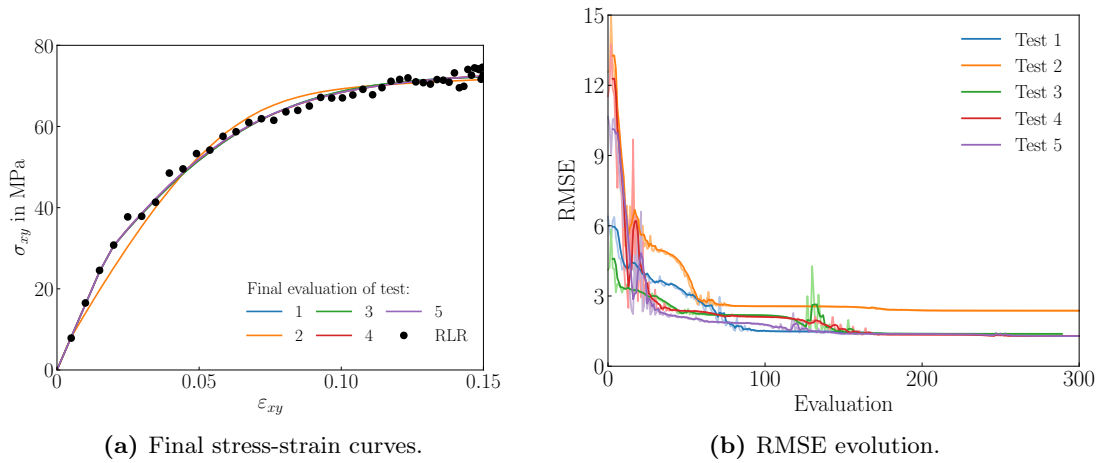 80
60
40
20
0
0
0.05
0.10
0.15
σxy in MPa
εxy
Final evaluation of test:
1 3 5
2 4 RLR
(a) Final stress-strain curves.
15
12
9
6
3
0
0
100
200
300
RMSE
Evaluation
Test 1
Test 2
Test 3
Test 4
Test 5
(b) RMSE evolution.